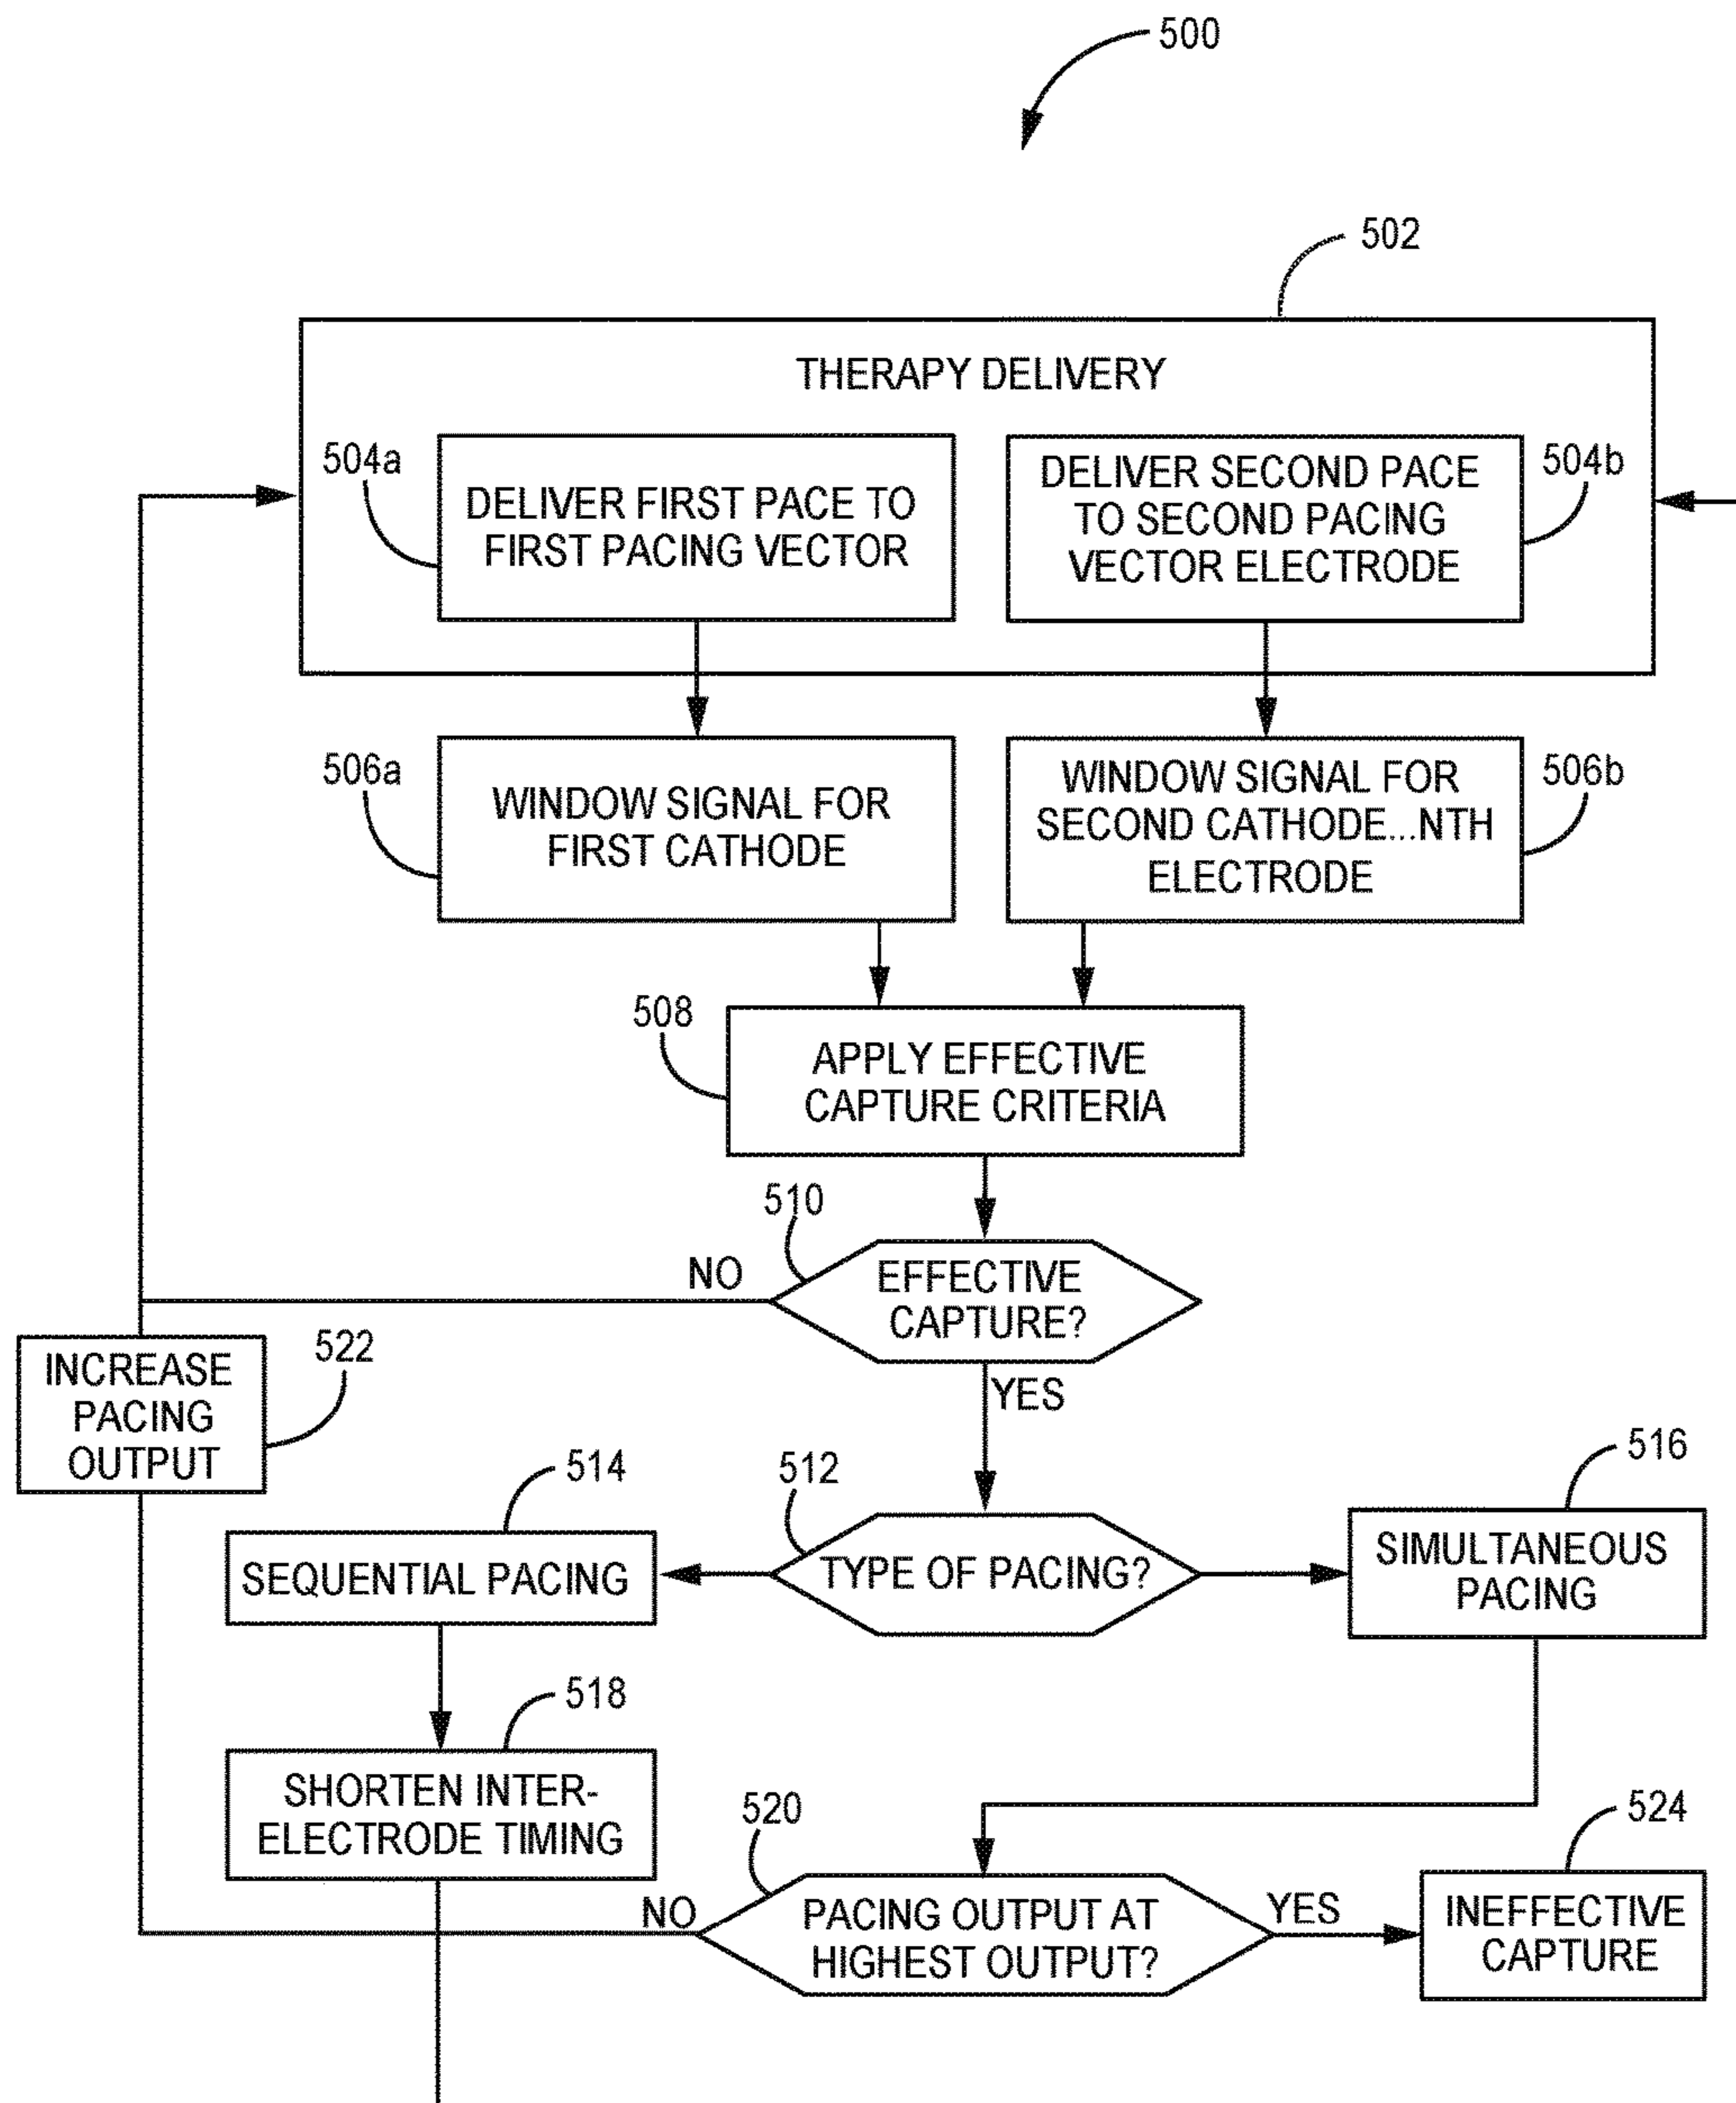 500
502
THERAPY DELIVERY
504a
DELIVER FIRST PACE TO
FIRST PACING VECTOR
DELIVER SECOND PACE
TO SECOND PACING
VECTOR ELECTRODE
504b
506a
WINDOW SIGNAL FOR
FIRST CATHODE
WINDOW SIGNAL FOR
SECOND CATHODE...NTH
ELECTRODE
506b
508
APPLY EFFECTIVE
CAPTURE CRITERIA
510
NO
EFFECTIVE
CAPTURE?
YES
INCREASE
PACING
OUTPUT
522
514
SEQUENTIAL PACING
512
TYPE OF PACING?
516
SIMULTANEOUS
PACING
518
SHORTEN INTER-
ELECTRODE TIMING
520
NO
PACING OUTPUT AT
HIGHEST OUTPUT?
YES
524
INEFFECTIVE
CAPTURE